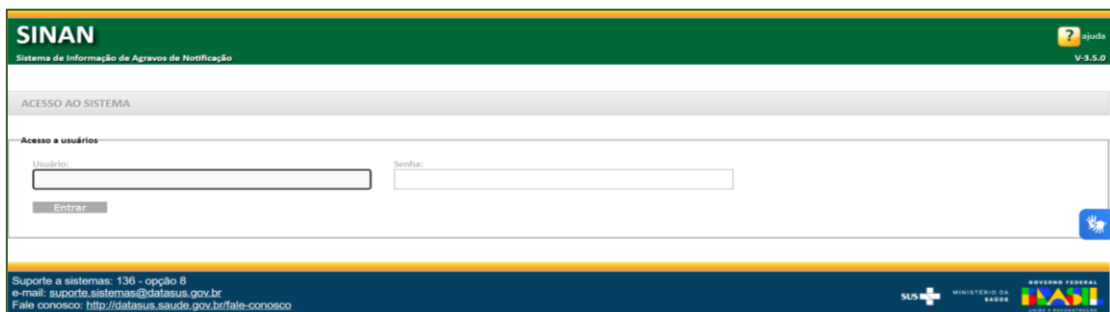 SINAN
? ajuda
Sistema de Informação de Agravos de Notificação
V-3.5.0
ACESSO AO SISTEMA
Acesso a usuários
Usuário:
Senha:
Entrar
Suporte a sistemas: 136 - opção 8
e-mail: suporte.sistemas@datasus.gov.br
Fale conosco: http://datasus.saude.gov.br/fale-conosco
SUS
MINISTÉRIO DA
SAÚDE
GOVERNO FEDERAL
BRASIL
UNIÃO E RECONSTRUÇÃO